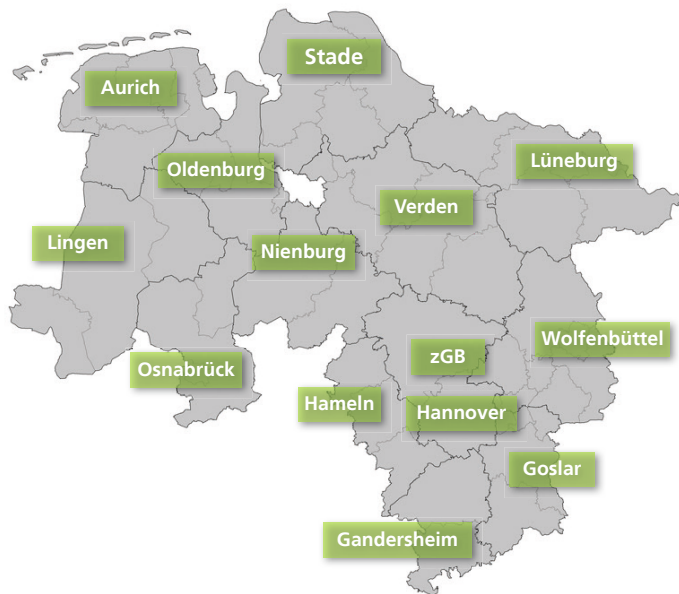 Stade
Aurich
Oldenburg
Lüneburg
Verden
Lingen
Nienburg
Wolfenbüttel
zGB
Osnabrück
Hameln
Hannover
Goslar
Gandersheim